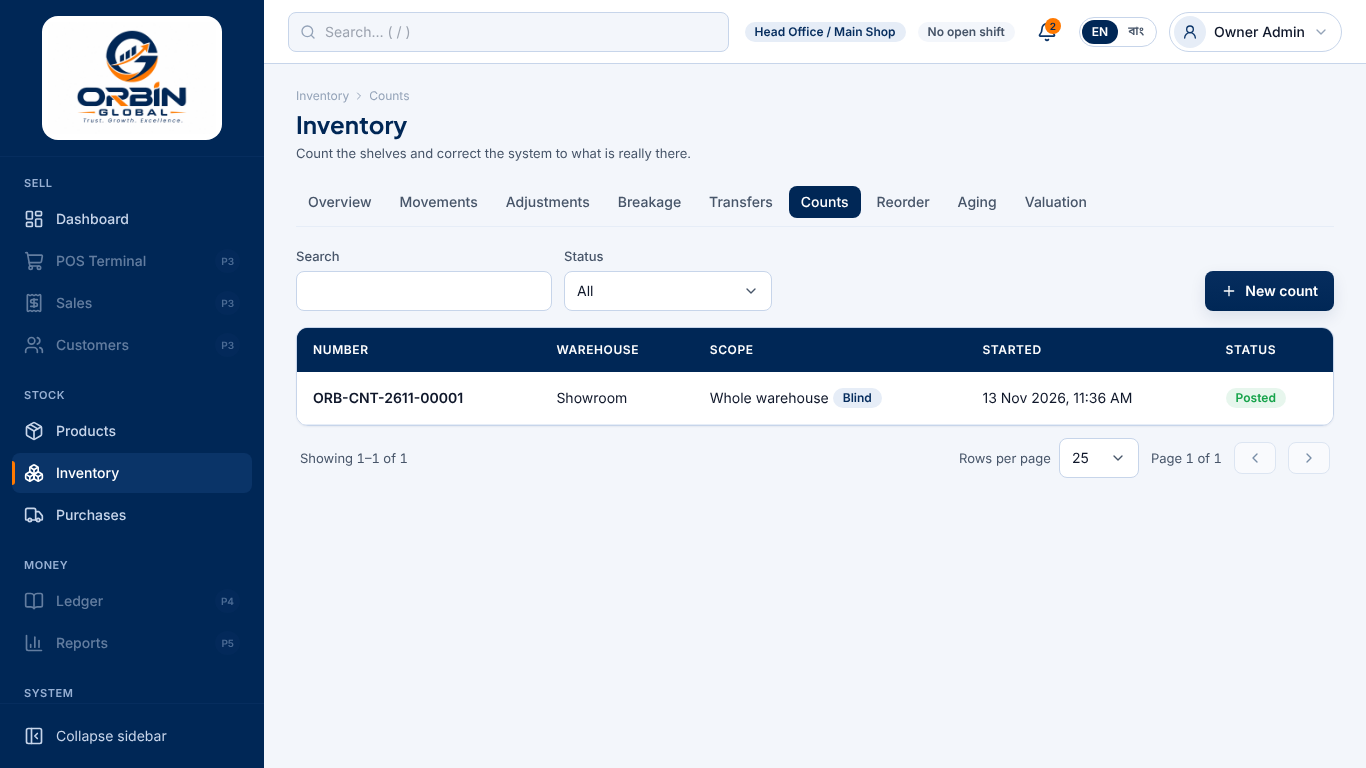 ORBIN
GLOBAL
Trust. Growth. Excellence.
SELL
Dashboard
POS Terminal P3
Sales P3
Customers P3
STOCK
Products
Inventory
Purchases
MONEY
Ledger P4
Reports P5
SYSTEM
Collapse sidebar
Search... ( / )
Head Office / Main Shop
No open shift
2
EN বাং
Owner Admin
Inventory > Counts
Inventory
Count the shelves and correct the system to what is really there.
Overview Movements Adjustments Breakage Transfers Counts Reorder Aging Valuation
Search Status
All
+ New count
NUMBER WAREHOUSE SCOPE STARTED STATUS
ORB-CNT-2611-00001 Showroom Whole warehouse Blind 13 Nov 2026, 11:36 AM Posted
Showing 1–1 of 1 Rows per page 25 Page 1 of 1